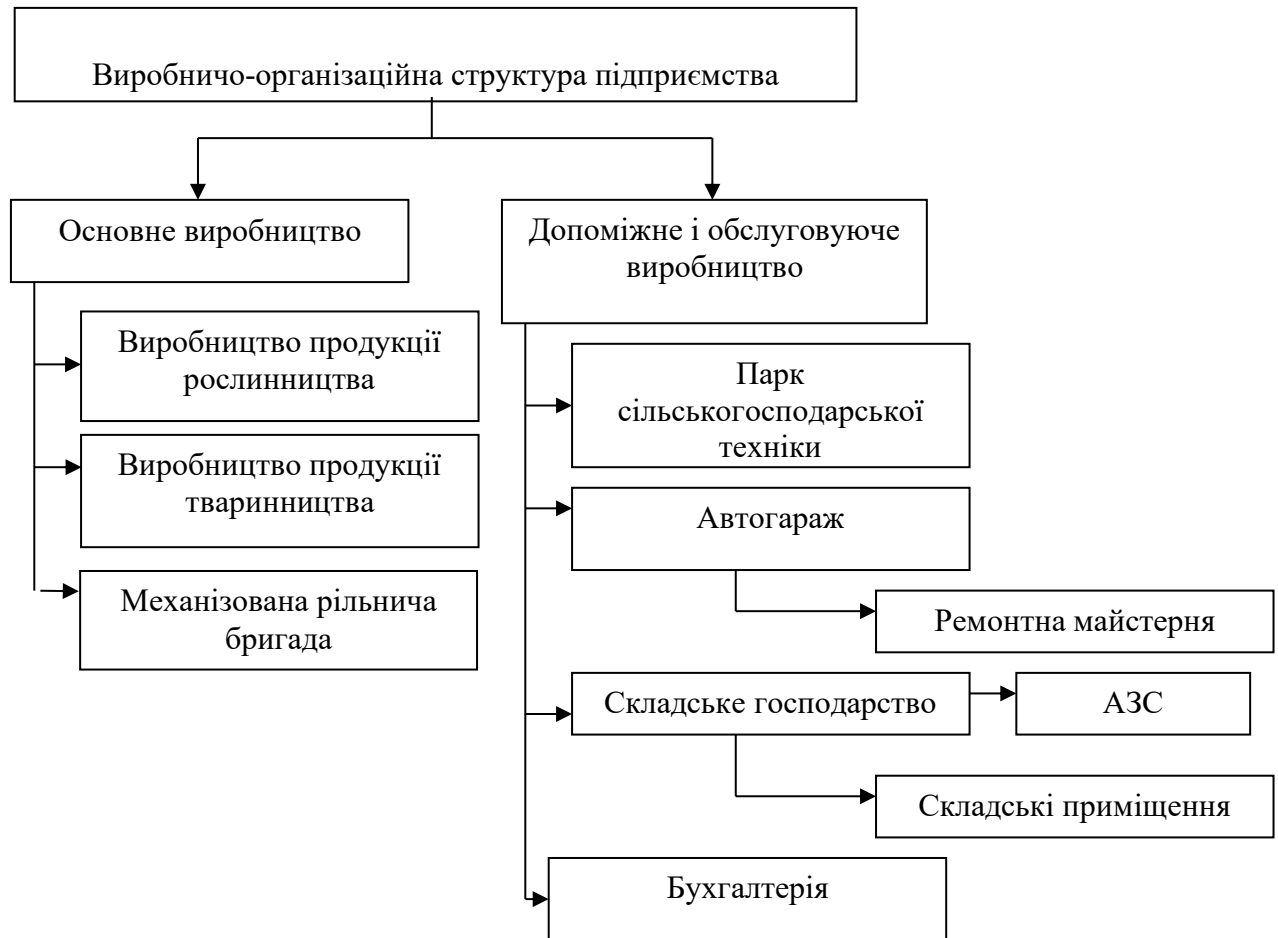 Виробничо-організаційна структура підприємства
Основне виробництво
Виробництво продукції
рослинництва
Виробництво продукції
тваринництва
Механізована рільнича
бригада
Допоміжне і обслуговуюче
виробництво
Парк
сільськогосподарської
техніки
Автогараж
Ремонтна майстерня
Складське господарство
АЗС
Складські приміщення
Бухгалтерія